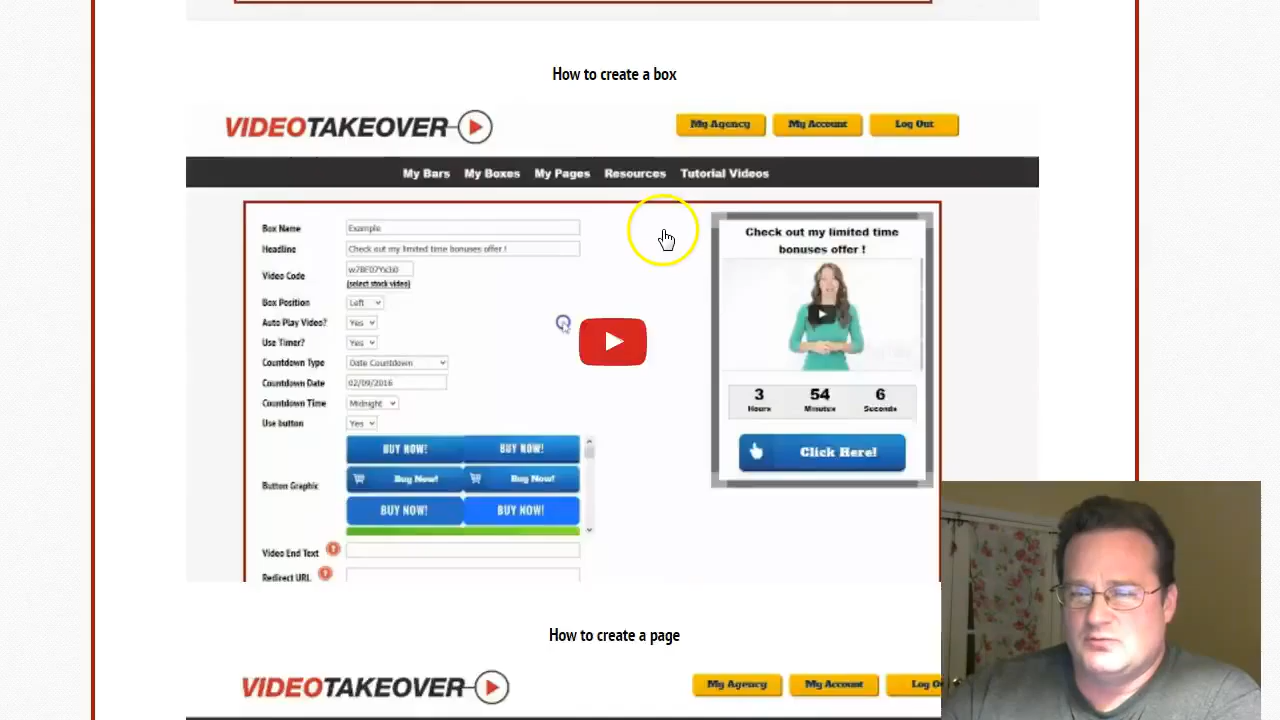 How to create a box
VIDEOTAKEOVER
My Agency
My Account
Log Out
My Bars
My Boxes
My Pages
Resources
Tutorial Videos
Box Name
Example
Headline
Check out my limited time bonuses offer !
Video Code
(select stock video)
Box Position
Left
Auto Play Video?
Yes
Use Timer?
Yes
Countdown Type
Date Countdown
Countdown Date
02/09/2016
Countdown Time
Midnight
Use button
Yes
Button Graphic
BUY NOW!
BUY NOW!
Buy Now!
Buy Now!
BUY NOW!
BUY NOW!
Video End Text
Redirect URL
Check out my limited time
bonuses offer !
3
54
6
Hours
Minutes
Seconds
Click Here!
How to create a page
VIDEOTAKEOVER
My Agency
My Account